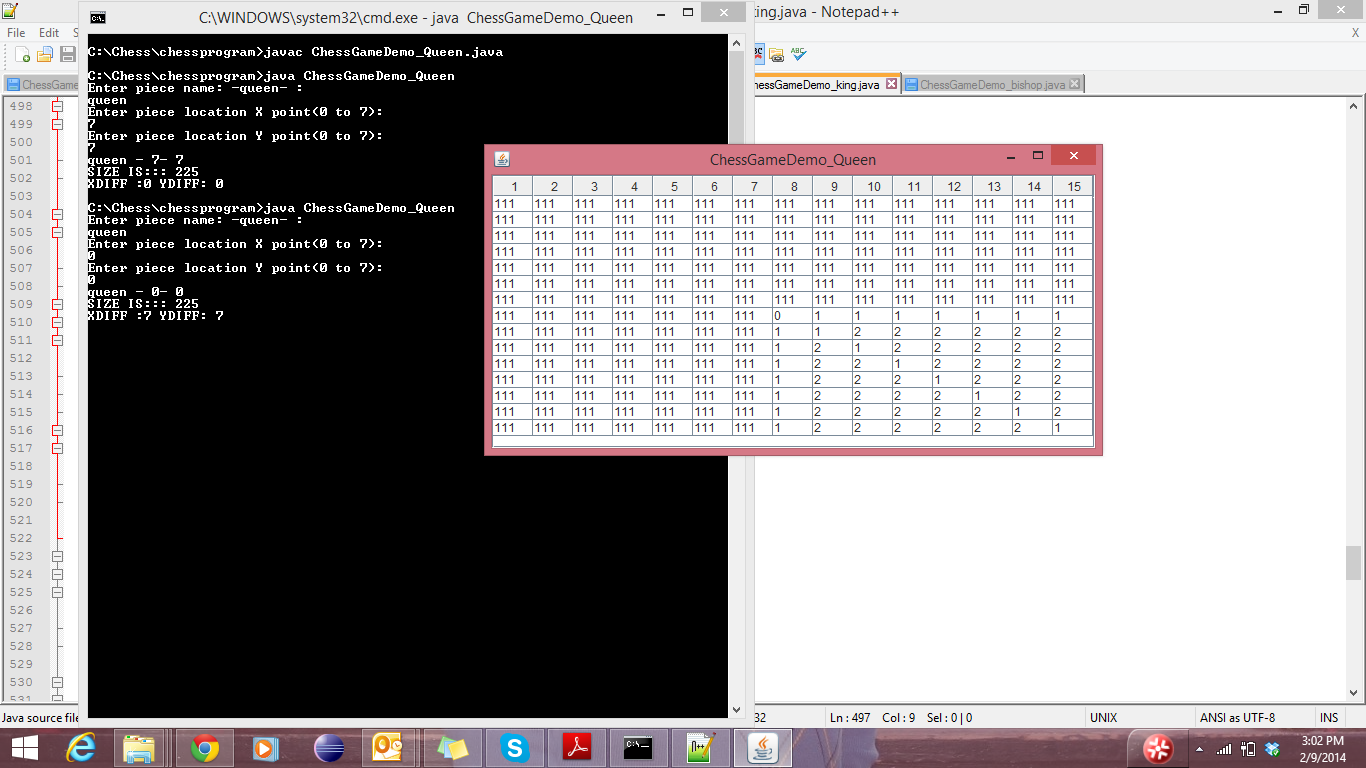 C:\WINDOWS\system32\cmd.exe - java ChessGameDemo_Queen
king.java - Notepad++
File Edit S
X
ChessGame
hessGameDemo_king.java
ChessGameDemo_bishop.java
C:\Chess\chessprogram>javac ChessGameDemo_Queen.java
C:\Chess\chessprogram>java ChessGameDemo_Queen
Enter piese name: -queen- :
queen
Enter piece location X point(0 to 7):
7
Enter piece location Y point(0 to 7):
7
queen - 7- 7
SIZE IS::: 225
XDIFF :0 YDIFF: 0
C:\Chess\chessprogram>java ChessGameDemo_Queen
Enter piese name: -queen- :
queen
Enter piece location X point(0 to 7):
0
Enter piece location Y point(0 to 7):
0
queen - 0- 0
SIZE IS::: 225
XDIFF :7 YDIFF: 7
498
499
500
501
502
503
504
505
506
507
508
509
510
511
512
513
514
515
516
517
518
519
520
521
522
523
524
525
526
527
528
529
530
531
ChessGameDemo_Queen
1 2 3 4 5 6 7 8 9 10 11 12 13 14 15
111 111 111 111 111 111 111 111 111 111 111 111 111 111 111
111 111 111 111 111 111 111 111 111 111 111 111 111 111 111
111 111 111 111 111 111 111 111 111 111 111 111 111 111 111
111 111 111 111 111 111 111 111 111 111 111 111 111 111 111
111 111 111 111 111 111 111 111 111 111 111 111 111 111 111
111 111 111 111 111 111 111 111 111 111 111 111 111 111 111
111 111 111 111 111 111 111 111 111 111 111 111 111 111 111
111 111 111 111 111 111 111 0 1 1 1 1 1 1 1
111 111 111 111 111 111 111 1 1 2 2 2 2 2 2
111 111 111 111 111 111 111 1 2 1 2 2 2 2 2
111 111 111 111 111 111 111 1 2 2 1 2 2 2 2
111 111 111 111 111 111 111 1 2 2 2 1 2 2 2
111 111 111 111 111 111 111 1 2 2 2 2 1 2 2
111 111 111 111 111 111 111 1 2 2 2 2 2 1 2
111 111 111 111 111 111 111 1 2 2 2 2 2 2 1
Java source file
32
Ln : 497 Col : 9 Sel : 0 | 0
UNIX
ANSI as UTF-8
INS
3:02 PM
2/9/2014